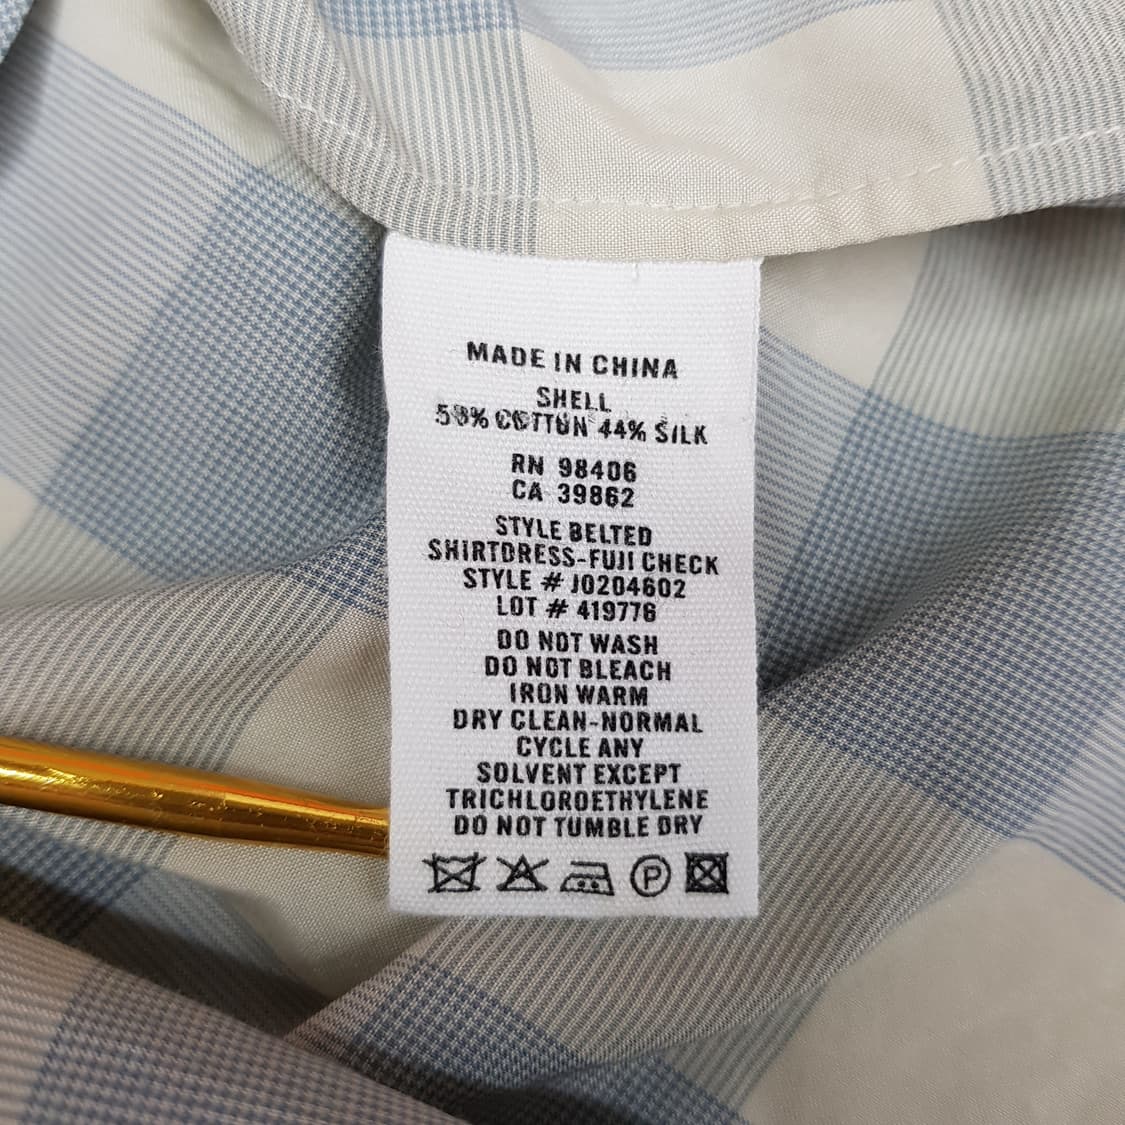 MADE IN CHINA
SHELL
COTTON 44% SILK
RN 98406
CA 39862
STYLE BELTED
SHIRTDRESS-FUJI CHECK
STYLE # J0204602
LOT # 419776
DO NOT WASH
DO NOT BLEACH
IRON WARM
DRY CLEAN-NORMAL
CYCLE ANY
SOLVENT EXCEPT
TRICHLOROETHYLENE
DO NOT TUMBLE DRY
P